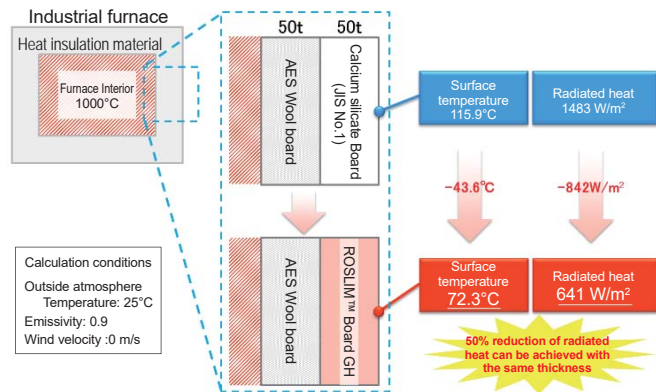 Industrial furnace
Heat insulation material
Furnace Interior
1000°C
50t
50t
AES Wool board
Calcium silicate Board
(JIS No.1)
Surface
temperature
115.9°C
Radiated heat
1483 W/m²
-43.6°C
-842W/m²
AES Wool board
ROSLIM™ Board GH
Surface
temperature
72.3°C
Radiated heat
641 W/m²
50% reduction of radiated
heat can be achieved with
the same thickness
Calculation conditions
Outside atmosphere
Temperature: 25°C
Emissivity: 0.9
Wind velocity :0 m/s